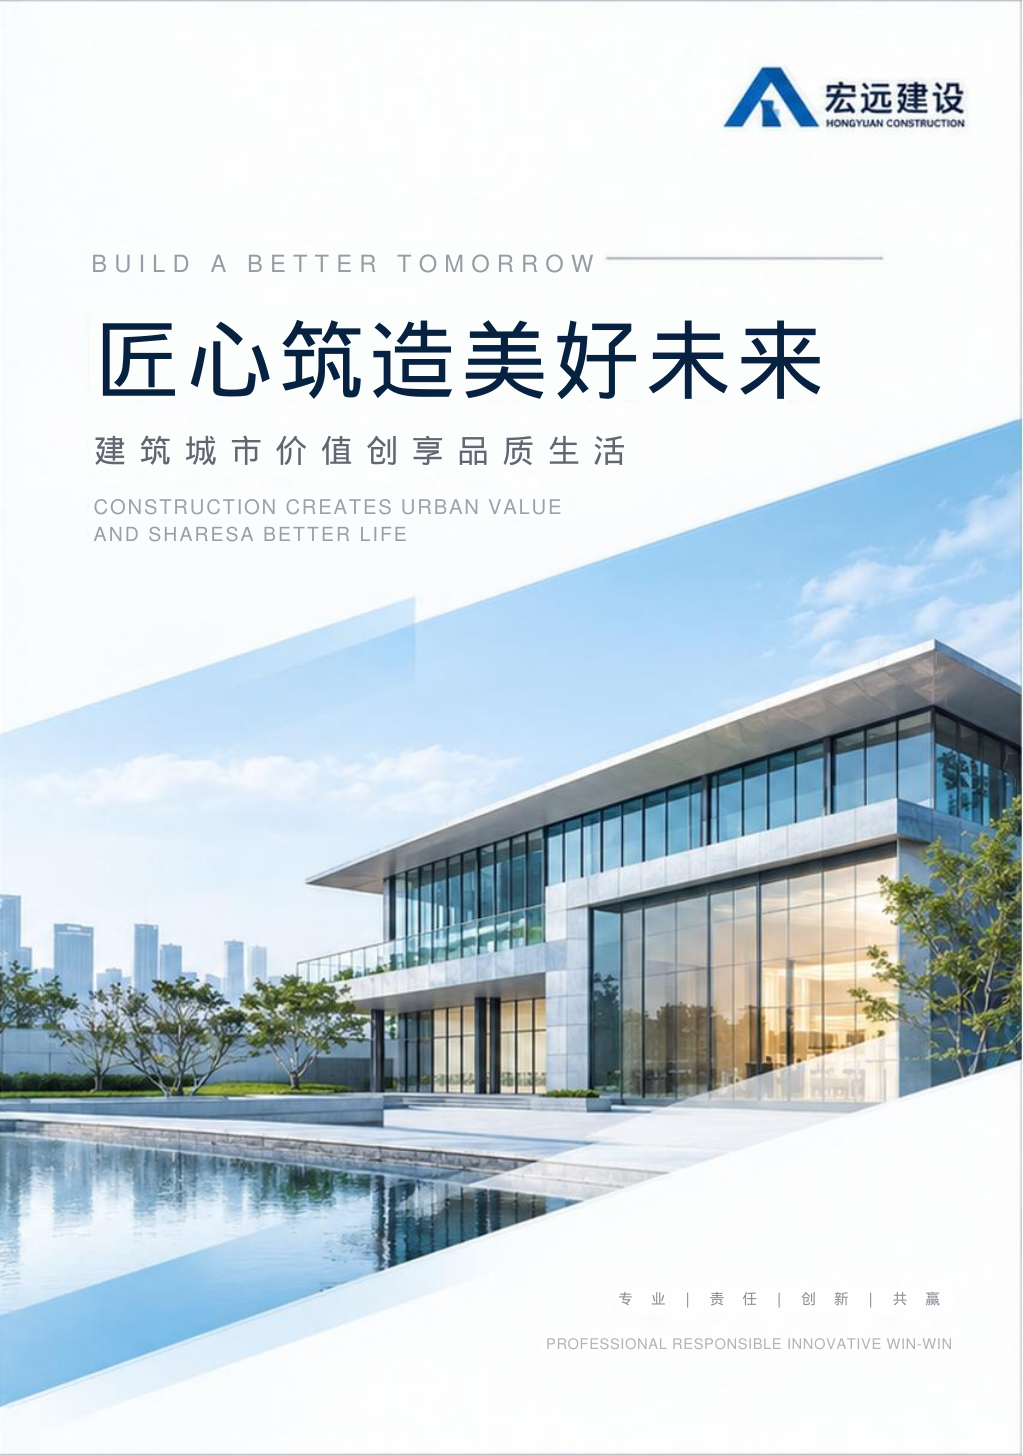 宏远建设
HONGYUAN CONSTRUCTION
BUILD A BETTER TOMORROW
匠心筑造美好未来
建筑城市价值创享品质生活
CONSTRUCTION CREATES URBAN VALUE
AND SHARESA BETTER LIFE
专业 | 责任 | 创新 | 共赢
PROFESSIONAL RESPONSIBLE INNOVATIVE WIN-WIN